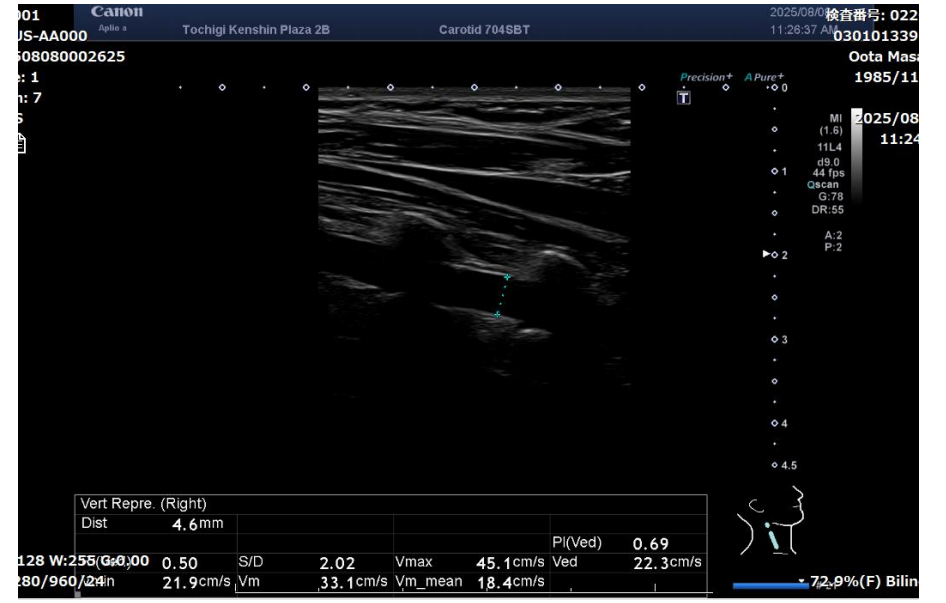 Canon
Aplio a
Tochigi Kenshin Plaza 2B
Carotid 704SBT
2025/08/08
11:26:37 AM
検査番号: 022
030101339
Oota Masa
1985/11
2025/08
11:24
001
US-AA000
508080002625
e: 1
m: 7
S
Precision+ APure+
T
0
1
2
3
4
4.5
MI
(1.6)
11L4
d9.0
44 fps
Qscan
G:78
DR:55
A:2
P:2
Vert Repre. (Right)
Dist 4.6mm
PI(Ved) 0.69
0.50 S/D 2.02 Vmax 45.1cm/s Ved 22.3cm/s
21.9cm/s Vm 33.1cm/s Vm_mean 18.4cm/s
128 W:255 G:0,00
280/960/24
72.9%(F) Bilin